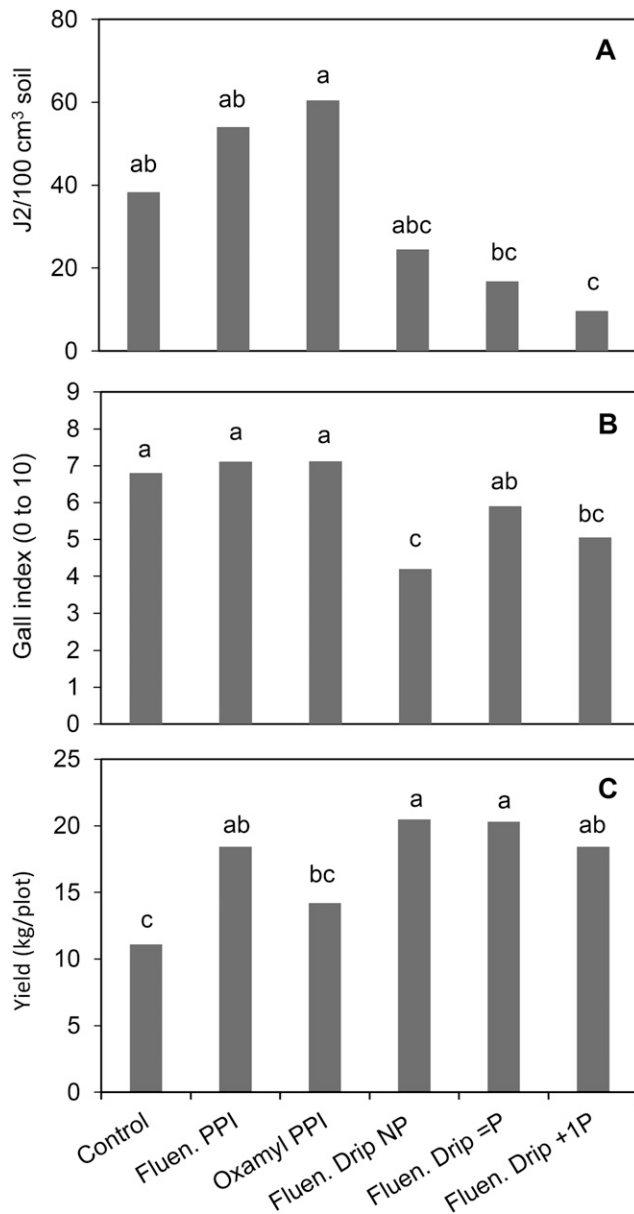 A
J2/100 cm³ soil
80
60
40
20
0
ab
ab
a
abc
bc
c
B
Gall index (0 to 10)
9
8
7
6
5
4
3
2
1
0
a
a
a
c
ab
bc
C
Yield (kg/plot)
25
20
15
10
5
0
c
ab
bc
a
a
ab
Control
Fluen. PPI
Oxamyl PPI
Fluen. Drip NP
Fluen. Drip =P
Fluen. Drip +1P